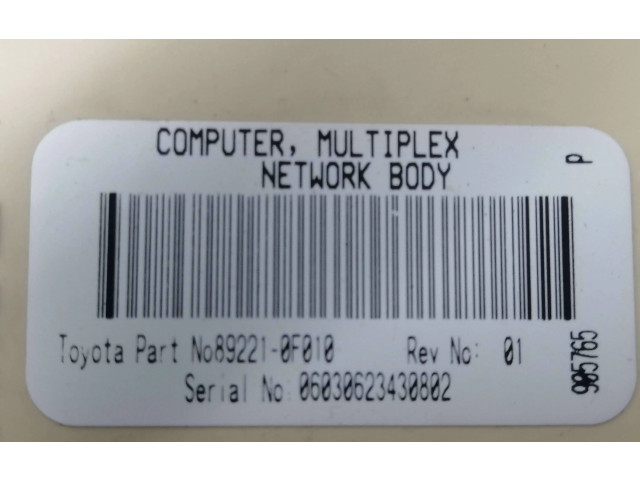 COMPUTER, MULTIPLEX
NETWORK BODY
P
Toyota Part No89221-0F010 Rev No: 01
Serial No:06030623430802
905765